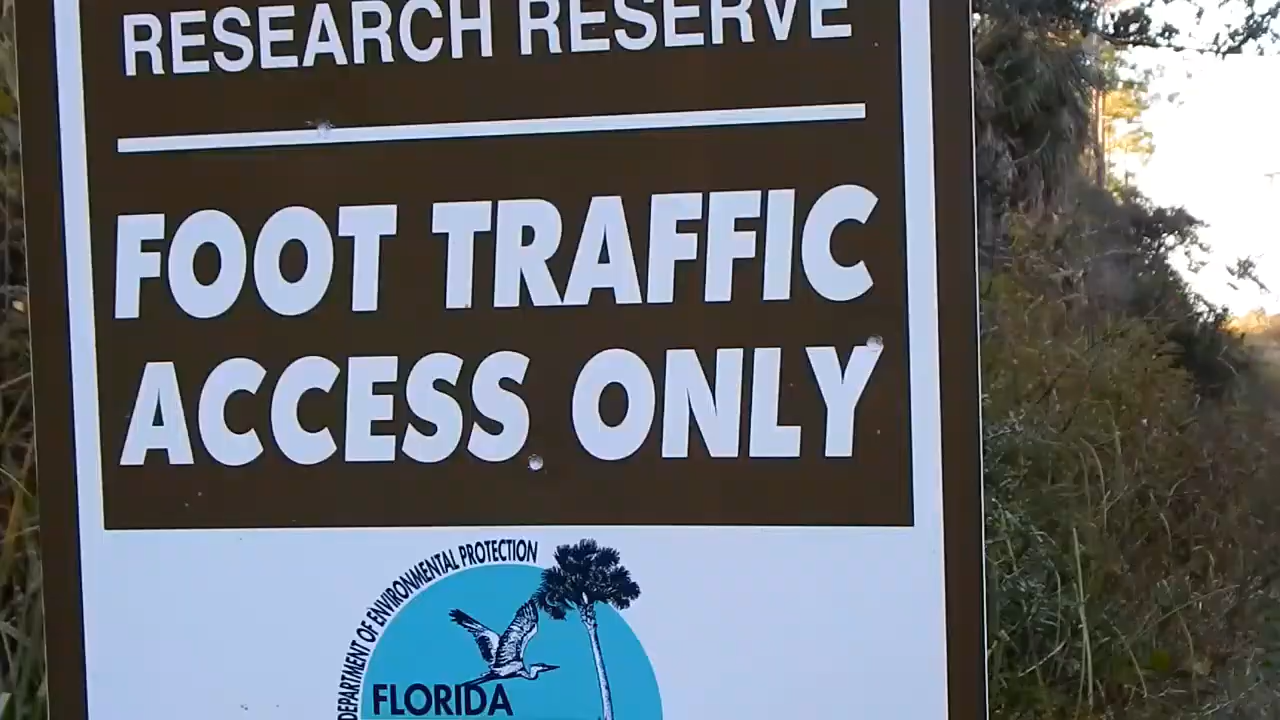 RESEARCH RESERVE
FOOT TRAFFIC
ACCESS ONLY
DEPARTMENT OF ENVIRONMENTAL PROTECTION
FLORIDA